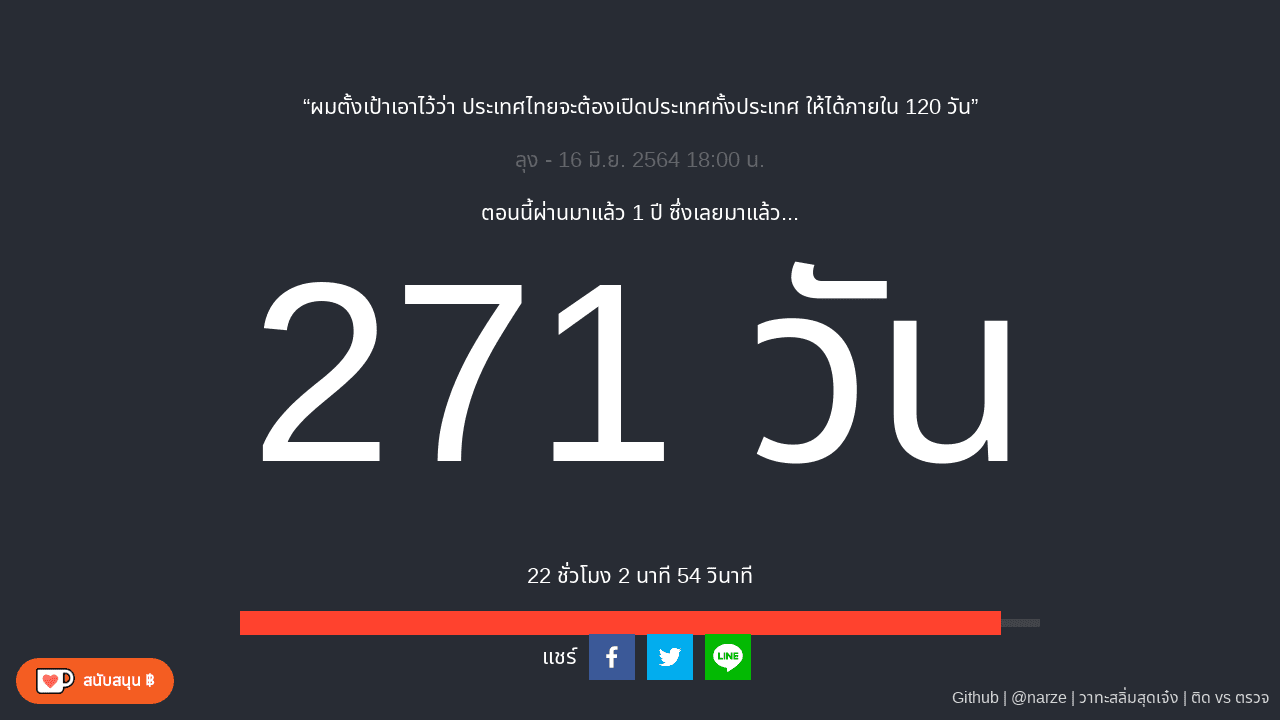 “ผมตั้งเป้าเอาไว้ว่า ประเทศไทยจะต้องเปิดประเทศทั้งประเทศ ให้ได้ภายใน 120 วัน”
ลุง - 16 มิ.ย. 2564 18:00 น.
ตอนนี้ผ่านมาแล้ว 1 ปี ซึ่งเลยมาแล้ว...
271 วัน
22 ชั่วโมง 2 นาที 54 วินาที
แชร์
LINE
สนับสนุน ฿
Github | @narze | วาทะสลิ่มสุดเจ๋ง | ติด vs ตรวจ